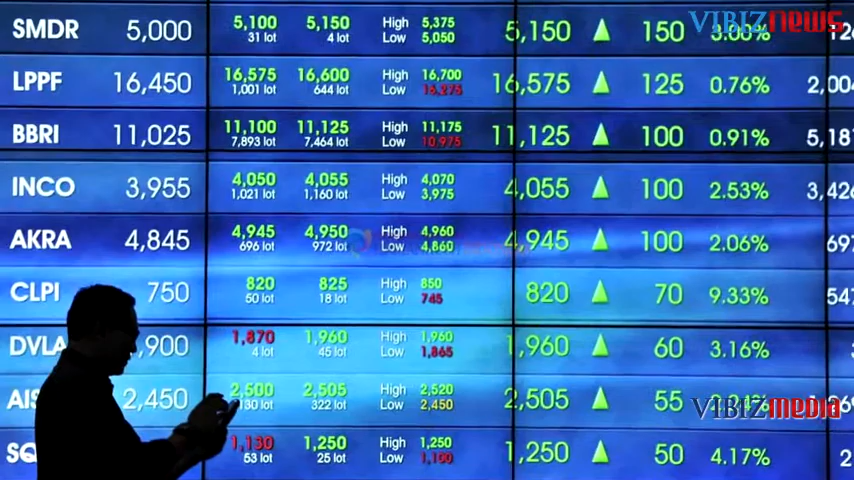 VIBIZnews
SMDR 5,000 5,100 5,150 High 5,375 5,150 150
31 lot 4 lot Low 5,050
LPPF 16,450 16,575 16,600 High 16,700 16,575 125 0.76%
1,001 lot 644 lot Low 16,275
BBRI 11,025 11,100 11,125 High 11,175 11,125 100 0.91%
7,893 lot 7,464 lot Low 10,975
INCO 3,955 4,050 4,055 High 4,070 4,055 100 2.53%
1,021 lot 1,160 lot Low 3,975
AKRA 4,845 4,945 4,950 High 4,960 4,945 100 2.06%
696 lot 972 lot Low 4,860
CLPI 750 820 825 High 850 820 70 9.33%
50 lot 18 lot Low 745
DVLA 1,870 1,960 High 1,960 1,960 60 3.16%
4 lot 45 lot Low 1,865
2,450 2,500 2,505 High 2,520 2,505 55
130 lot 322 lot Low 2,450
VIBIZmedia
1,130 1,250 High 1,250 1,250 50 4.17%
53 lot 25 lot Low 1,100